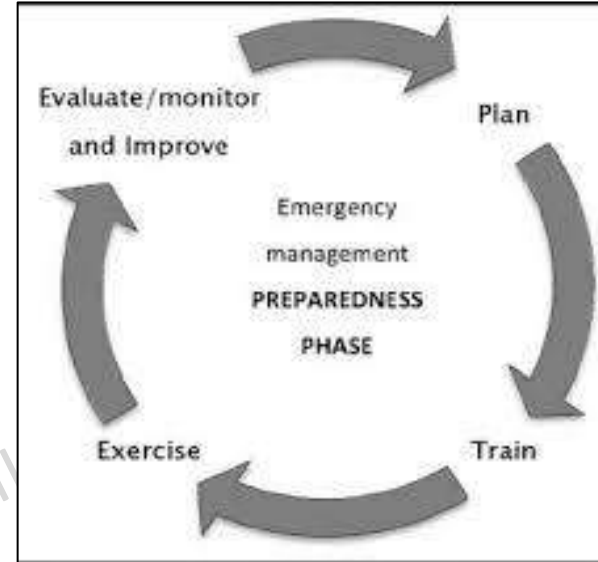 Evaluate/monitor
and Improve
Plan
Emergency
management
PREPAREDNESS
PHASE
Exercise
Train